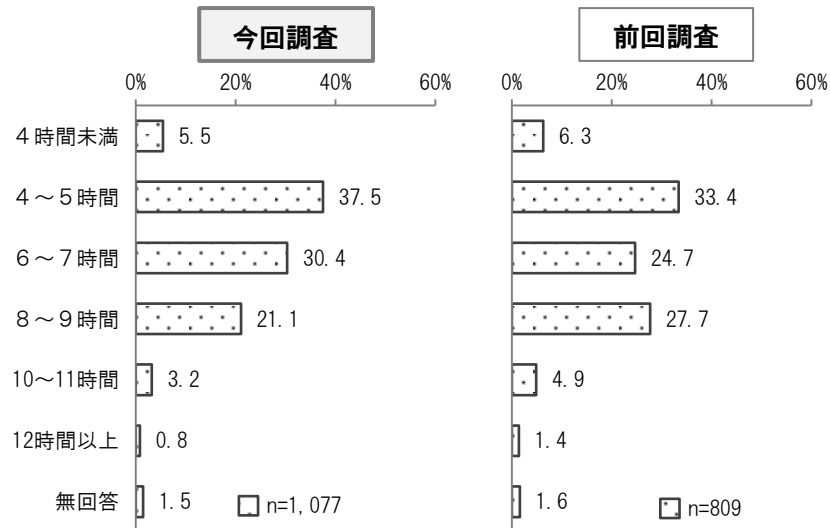 今回調査
前回調査
0% 20% 40% 60%
0% 20% 40% 60%
４時間未満 5.5 6.3
４～５時間 37.5 33.4
６～７時間 30.4 24.7
８～９時間 21.1 27.7
10～11時間 3.2 4.9
12時間以上 0.8 1.4
無回答 1.5 n=1,077 1.6 n=809